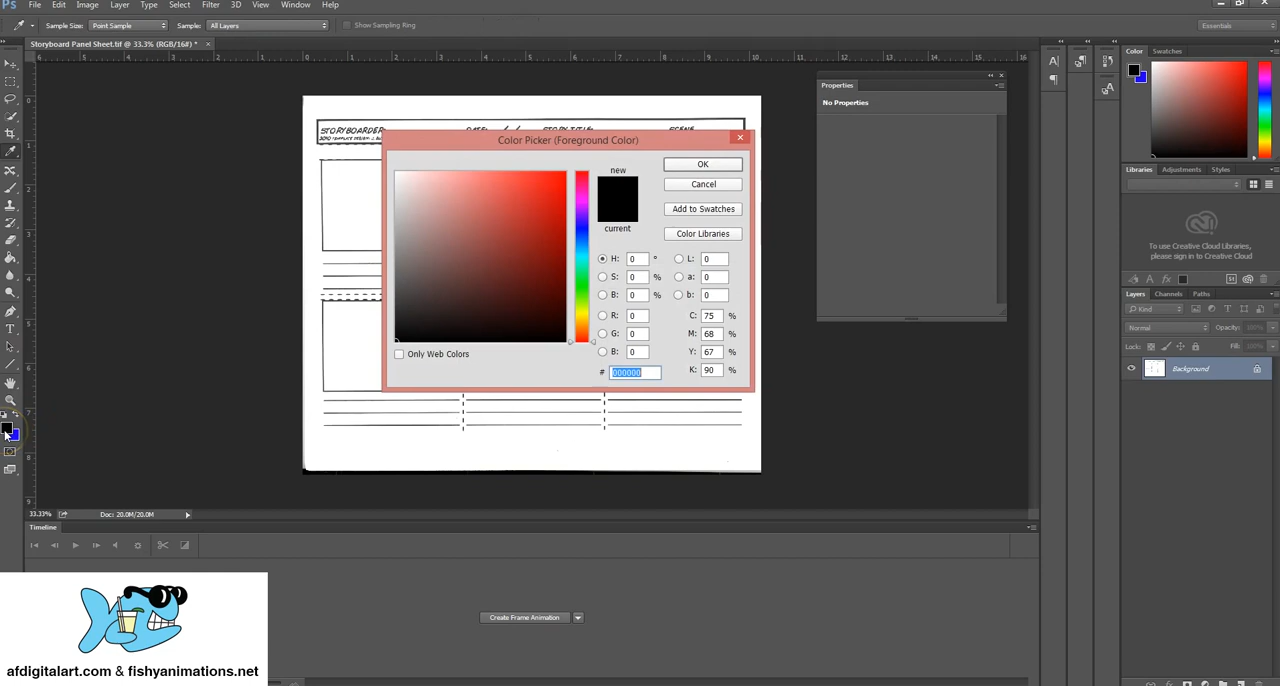 Ps File Edit Image Layer Type Select Filter 3D View Window Help
Sample Size: Point Sample Sample: All Layers Show Sampling Ring Essentials
Storyboard Panel Sheet.tif @ 33.3% (RGB/16#) * ×
Color Swatches
Properties
No Properties
STORYBOARDER: DATE: / / STORY TITLE: SCENE
Color Picker (Foreground Color)
new
current
OK
Cancel
Add to Swatches
Color Libraries
H: 0 ° L: 0
S: 0 % a: 0
B: 0 % b: 0
R: 0 C: 75 %
G: 0 M: 68 %
B: 0 Y: 67 %
# 000000 K: 90 %
Only Web Colors
Libraries Adjustments Styles
To use Creative Cloud Libraries,
please sign in to Creative Cloud
Layers Channels Paths
Kind
Normal Opacity: 100%
Lock: Fill: 100%
Background
33.33% Doc: 20.0M/20.0M
Timeline
Create Frame Animation
afdigitalart.com & fishyanimations.net